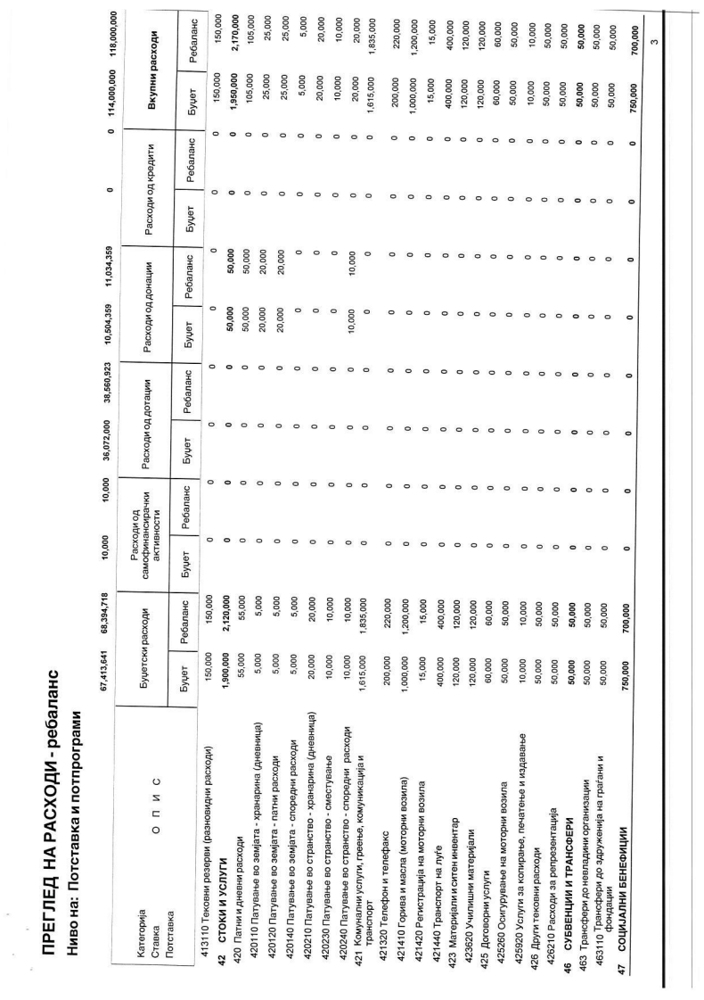 ПРЕГЛЕД НА РАСХОДИ - ребаланс
Ниво на: Потставка и потпрограми
67,413,641 68,394,718 10,000 10,000 36,072,000 38,560,923 10,504,359 11,034,359 0 0 114,000,000 118,000,000
Категорија Ставка Потставка О П И С Буџетски расходи Расходи од самофинансирачки активности Расходи од дотации Расходи од донации Расходи од кредити Вкупни расходи
Буџет Ребаланс Буџет Ребаланс Буџет Ребаланс Буџет Ребаланс Буџет Ребаланс Буџет Ребаланс
413110 Тековни резерви (разновидни расходи) 150,000 150,000 0 0 0 0 0 0 0 0 150,000 150,000
42 СТОКИ И УСЛУГИ 1,900,000 2,120,000 0 0 0 0 50,000 50,000 0 0 1,950,000 2,170,000
420 Патни и дневни расходи 55,000 55,000 0 0 0 0 50,000 50,000 0 0 105,000 105,000
420110 Патување во земјата - хранарина (дневница) 5,000 5,000 0 0 0 0 20,000 20,000 0 0 25,000 25,000
420120 Патување во земјата - патни расходи 5,000 5,000 0 0 0 0 20,000 20,000 0 0 25,000 25,000
420140 Патување во земјата - споредни расходи 5,000 5,000 0 0 0 0 0 0 0 0 5,000 5,000
420210 Патување во странство - хранарина (дневница) 20,000 20,000 0 0 0 0 0 0 0 0 20,000 20,000
420230 Патување во странство - сместување 10,000 10,000 0 0 0 0 0 0 0 0 10,000 10,000
420240 Патување во странство - споредни расходи 10,000 10,000 0 0 0 0 10,000 10,000 0 0 20,000 20,000
421 Комунални услуги, греење, комуникација и 1,615,000 1,835,000 0 0 0 0 0 0 0 0 1,615,000 1,835,000
транспорт
421320 Телефон и телефакс 200,000 220,000 0 0 0 0 0 0 0 0 200,000 220,000
421410 Горива и масла (моторни возила) 1,000,000 1,200,000 0 0 0 0 0 0 0 0 1,000,000 1,200,000
421420 Регистрација на моторни возила 15,000 15,000 0 0 0 0 0 0 0 0 15,000 15,000
421440 Транспорт на луѓе 400,000 400,000 0 0 0 0 0 0 0 0 400,000 400,000
423 Материјали и ситен инвентар 120,000 120,000 0 0 0 0 0 0 0 0 120,000 120,000
423620 Училишни материјали 120,000 120,000 0 0 0 0 0 0 0 0 120,000 120,000
425 Договорни услуги 60,000 60,000 0 0 0 0 0 0 0 0 60,000 60,000
425260 Осигурување на моторни возила 50,000 50,000 0 0 0 0 0 0 0 0 50,000 50,000
425920 Услуги за копирање, печатење и издавање 10,000 10,000 0 0 0 0 0 0 0 0 10,000 10,000
426 Други тековни расходи 50,000 50,000 0 0 0 0 0 0 0 0 50,000 50,000
426210 Расходи за репрезентација 50,000 50,000 0 0 0 0 0 0 0 0 50,000 50,000
46 СУБВЕНЦИИ И ТРАНСФЕРИ 50,000 50,000 0 0 0 0 0 0 0 0 50,000 50,000
463 Трансфери до невладини организации 50,000 50,000 0 0 0 0 0 0 0 0 50,000 50,000
463110 Трансфери до здруженија на граѓани и 50,000 50,000 0 0 0 0 0 0 0 0 50,000 50,000
фондации
47 СОЦИЈАЛНИ БЕНЕФИЦИИ 750,000 700,000 0 0 0 0 0 0 0 0 750,000 700,000
3